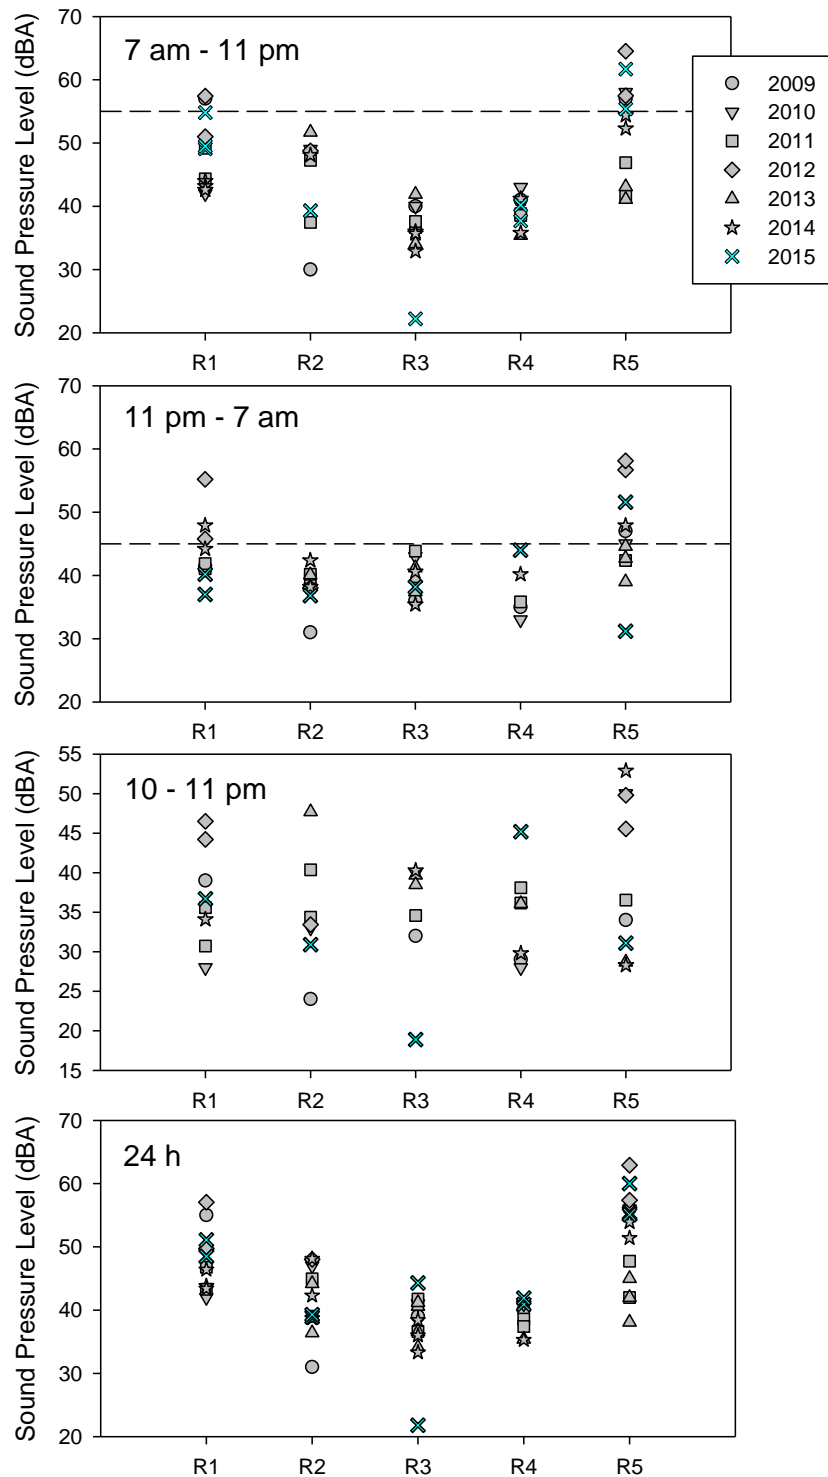 Sound Pressure Level (dBA)
70
60
50
40
30
20
7 am - 11 pm
R1 R2 R3 R4 R5
2009
2010
2011
2012
2013
2014
2015
Sound Pressure Level (dBA)
70
60
50
40
30
20
11 pm - 7 am
R1 R2 R3 R4 R5
Sound Pressure Level (dBA)
55
50
45
40
35
30
25
20
15
10 - 11 pm
R1 R2 R3 R4 R5
Sound Pressure Level (dBA)
70
60
50
40
30
20
24 h
R1 R2 R3 R4 R5